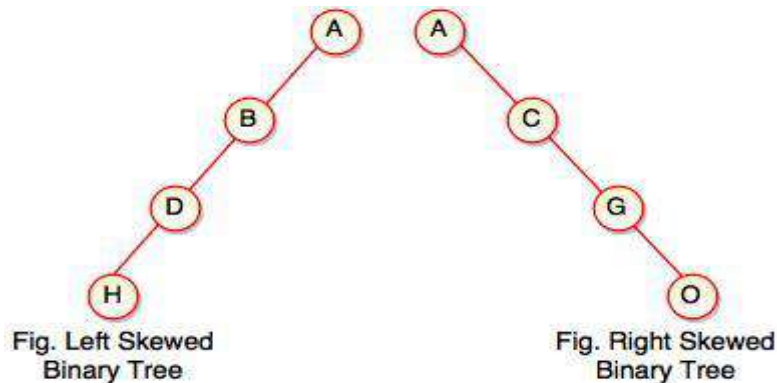 A
A
B
C
D
G
H
O
Fig. Left Skewed
Binary Tree
Fig. Right Skewed
Binary Tree